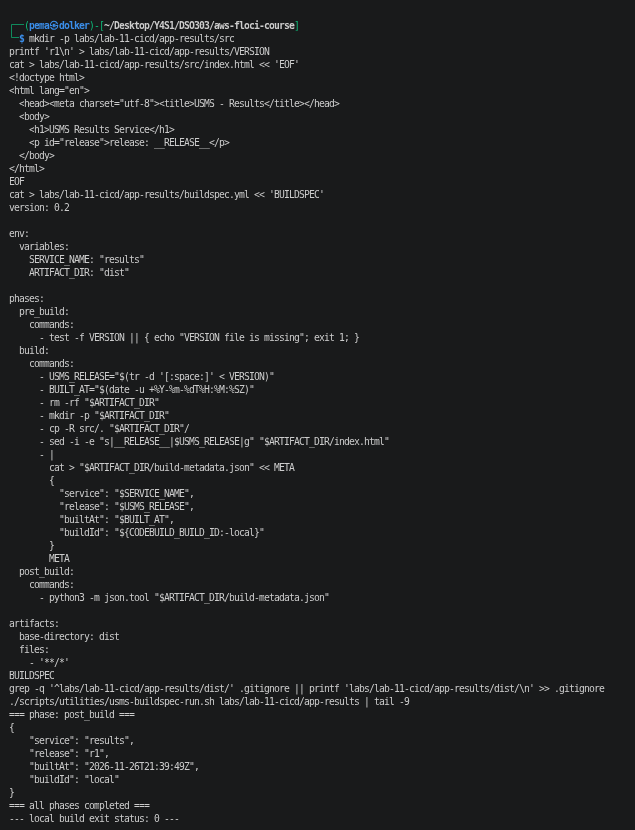 ┌──(pema㉿dolker)-[~/Desktop/Y4S1/DSO303/aws-floci-course]
└─$ mkdir -p labs/lab-11-cicd/app-results/src
printf 'r1\n' > labs/lab-11-cicd/app-results/VERSION
cat > labs/lab-11-cicd/app-results/src/index.html << 'EOF'
<!doctype html>
<html lang="en">
  <head><meta charset="utf-8"><title>USMS - Results</title></head>
  <body>
    <h1>USMS Results Service</h1>
    <p id="release">release: __RELEASE__</p>
  </body>
</html>
EOF
cat > labs/lab-11-cicd/app-results/buildspec.yml << 'BUILDSPEC'
version: 0.2

env:
  variables:
    SERVICE_NAME: "results"
    ARTIFACT_DIR: "dist"

phases:
  pre_build:
    commands:
      - test -f VERSION || { echo "VERSION file is missing"; exit 1; }
  build:
    commands:
      - USMS_RELEASE="$(tr -d '[:space:]' < VERSION)"
      - BUILT_AT="$(date -u +%Y-%m-%dT%H:%M:%SZ)"
      - rm -rf "$ARTIFACT_DIR"
      - mkdir -p "$ARTIFACT_DIR"
      - cp -R src/. "$ARTIFACT_DIR"/
      - sed -i -e "s|__RELEASE__|$USMS_RELEASE|g" "$ARTIFACT_DIR/index.html"
      - |
        cat > "$ARTIFACT_DIR/build-metadata.json" << META
        {
          "service": "$SERVICE_NAME",
          "release": "$USMS_RELEASE",
          "builtAt": "$BUILT_AT",
          "buildId": "${CODEBUILD_BUILD_ID:-local}"
        }
        META
  post_build:
    commands:
      - python3 -m json.tool "$ARTIFACT_DIR/build-metadata.json"

artifacts:
  base-directory: dist
  files:
    - '**/*'
BUILDSPEC
grep -q '^labs/lab-11-cicd/app-results/dist/' .gitignore || printf 'labs/lab-11-cicd/app-results/dist/\n' >> .gitignore
./scripts/utilities/usms-buildspec-run.sh labs/lab-11-cicd/app-results | tail -9
=== phase: post_build ===
{
    "service": "results",
    "release": "r1",
    "builtAt": "2026-11-26T21:39:49Z",
    "buildId": "local"
}
=== all phases completed ===
--- local build exit status: 0 ---